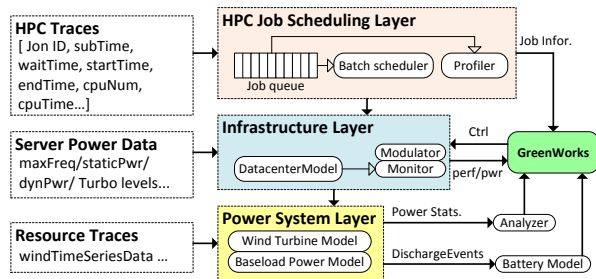 HPC Traces
[ Jon ID, subTime,
waitTime, startTime,
endTime, cpuNum,
cpuTime...]
HPC Job Scheduling Layer
Job queue
Batch scheduler
Profiler
Job Infor.
Server Power Data
maxFreq/staticPwr/
dynPwr/ Turbo levels...
Infrastructure Layer
DatacenterModel
Modulator
Monitor
Ctrl
perf/pwr
GreenWorks
Resource Traces
windTimeSeriesData ...
Power System Layer
Wind Turbine Model
Baseload Power Model
Power Stats.
Analyzer
DischargeEvents
Battery Model